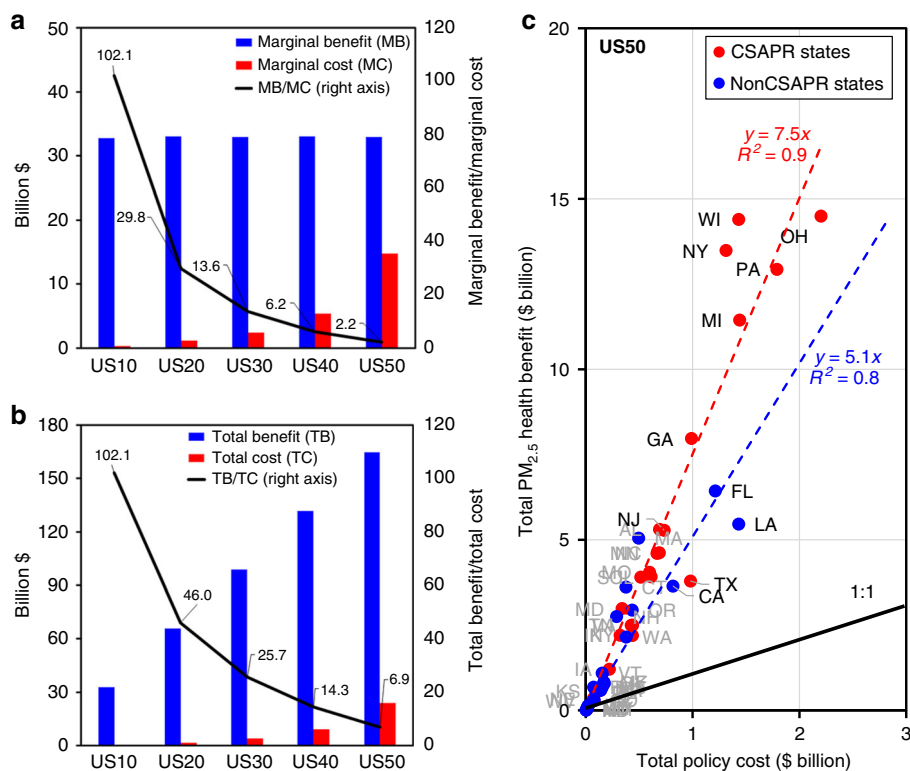 a
50
40
30
20
10
0
Billion $
Marginal benefit (MB)
Marginal cost (MC)
MB/MC (right axis)
102.1
29.8
13.6
6.2
2.2
120
100
80
60
40
20
0
Marginal benefit/marginal cost
US10 US20 US30 US40 US50
b
180
150
120
90
60
30
0
Billion $
Total benefit (TB)
Total cost (TC)
TB/TC (right axis)
102.1
46.0
25.7
14.3
6.9
120
100
80
60
40
20
0
Total benefit/total cost
US10 US20 US30 US40 US50
c
US50
CSAPR states
NonCSAPR states
20
15
10
5
0
Total PM2.5 health benefit ($ billion)
y = 7.5x
R² = 0.9
y = 5.1x
R² = 0.8
WI
OH
NY
PA
MI
GA
FL
LA
NJ
MA
TX
CA
CT
MD
OR
WA
IA
VT
KS
1:1
0 1 2 3
Total policy cost ($ billion)